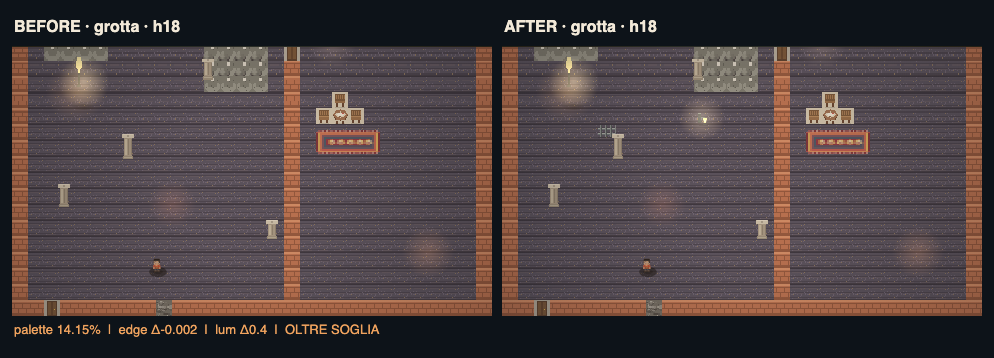 BEFORE · grotta · h18
AFTER · grotta · h18
palette 14.15% | edge Δ-0.002 | lum Δ0.4 | OLTRE SOGLIA